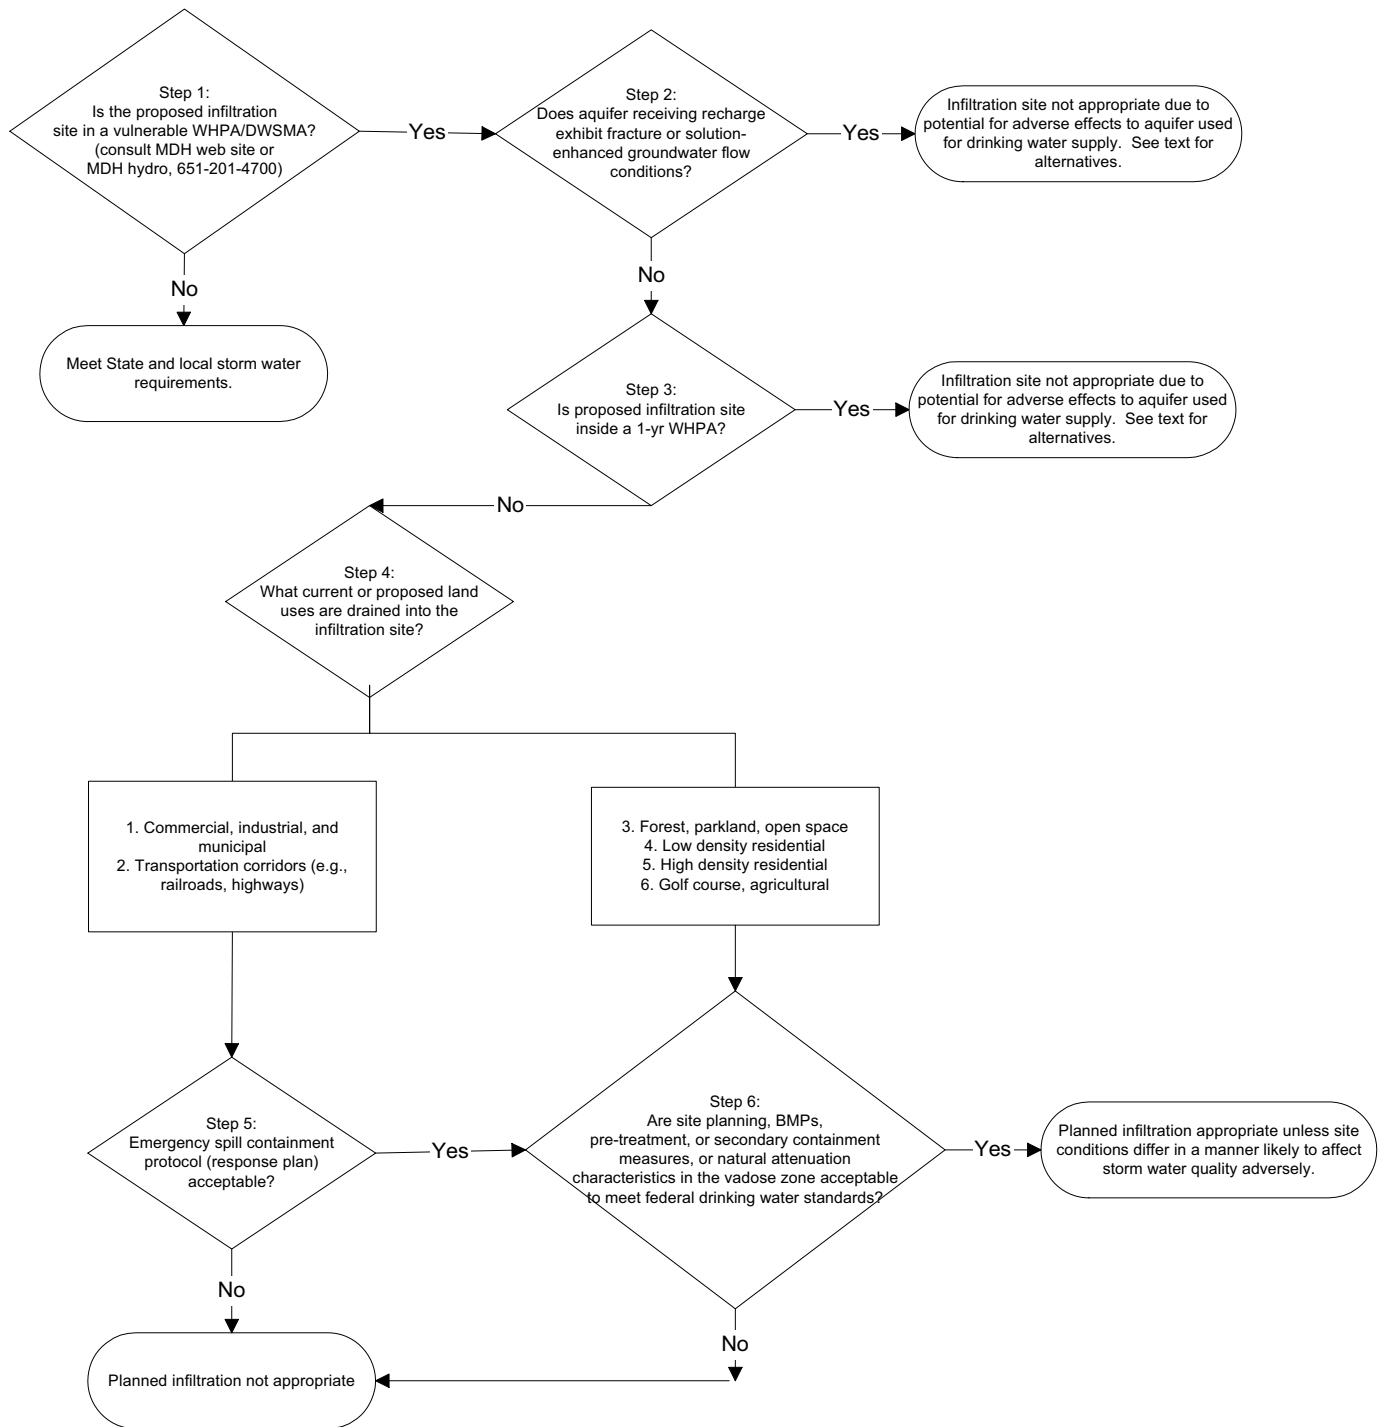 Step 1:
Is the proposed infiltration
site in a vulnerable WHPA/DWSMA?
(consult MDH web site or
MDH hydro, 651-201-4700)
Yes
Step 2:
Does aquifer receiving recharge
exhibit fracture or solution-
enhanced groundwater flow
conditions?
Yes
Infiltration site not appropriate due to
potential for adverse effects to aquifer used
for drinking water supply. See text for
alternatives.
No
Meet State and local storm water
requirements.
No
Step 3:
Is proposed infiltration site
inside a 1-yr WHPA?
Yes
Infiltration site not appropriate due to
potential for adverse effects to aquifer used
for drinking water supply. See text for
alternatives.
No
Step 4:
What current or proposed land
uses are drained into the
infiltration site?
1. Commercial, industrial, and
municipal
2. Transportation corridors (e.g.,
railroads, highways)
3. Forest, parkland, open space
4. Low density residential
5. High density residential
6. Golf course, agricultural
Step 5:
Emergency spill containment
protocol (response plan)
acceptable?
Yes
Step 6:
Are site planning, BMPs,
pre-treatment, or secondary containment
measures, or natural attenuation
characteristics in the vadose zone acceptable
to meet federal drinking water standards?
Yes
Planned infiltration appropriate unless site
conditions differ in a manner likely to affect
storm water quality adversely.
No
No
Planned infiltration not appropriate